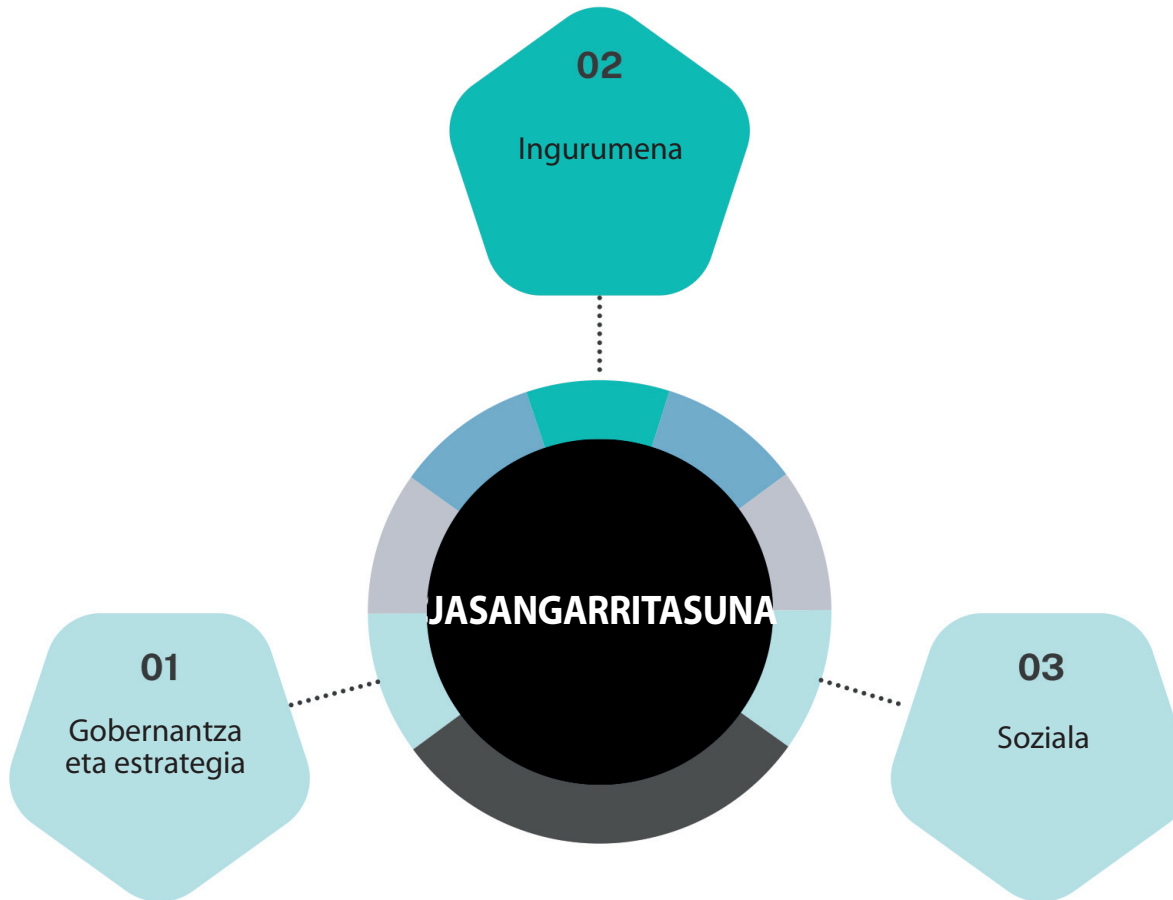 02
Ingurumena
JASANGARRITASUNA
01
Gobernantza
eta estrategia
03
Soziala